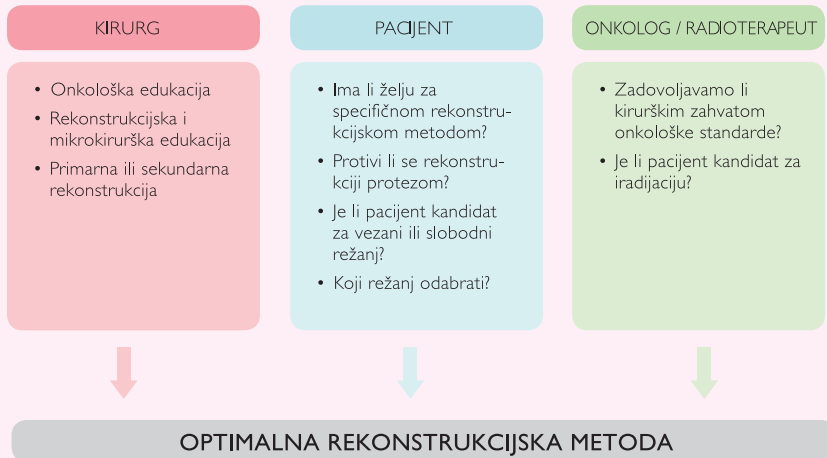 KIRURG
• Onkološka edukacija
• Rekonstrukcijska i
mikrokirurška edukacija
• Primarna ili sekundarna
rekonstrukcija
PACIJENT
• Ima li želju za
specifičnom rekonstru-
kcijskom metodom?
• Protivi li se rekonstru-
kciji protezom?
• Je li pacijent kandidat
za vezani ili slobodni
režanj?
• Koji režanj odabrati?
ONKOLOG / RADIOTERAPEUT
• Zadovoljavamo li
kirurškim zahvatom
onkološke standarde?
• Je li pacijent kandidat za
iradijaciju?
OPTIMALNA REKONSTRUKCIJSKA METODA